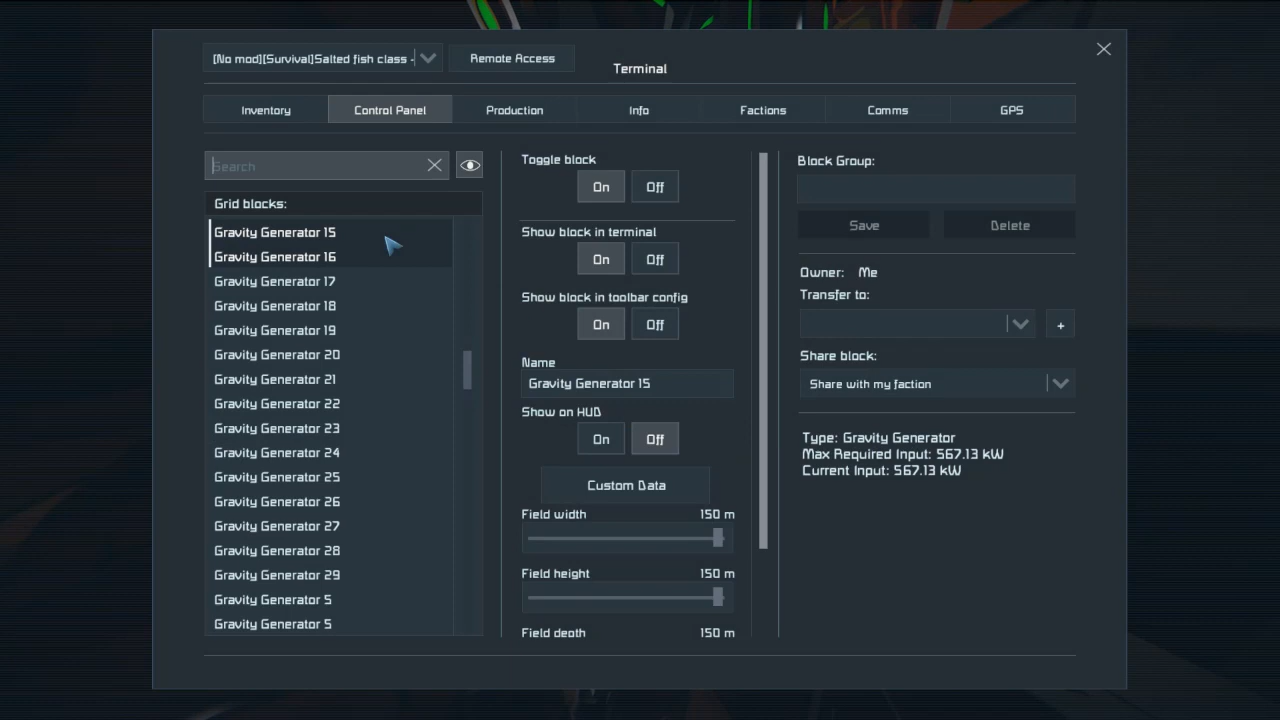 [No mod][Survival]Salted fish class -
Remote Access
Terminal
Inventory
Control Panel
Production
Info
Factions
Comms
GPS
Search
Grid blocks:
Gravity Generator 15
Gravity Generator 16
Gravity Generator 17
Gravity Generator 18
Gravity Generator 19
Gravity Generator 20
Gravity Generator 21
Gravity Generator 22
Gravity Generator 23
Gravity Generator 24
Gravity Generator 25
Gravity Generator 26
Gravity Generator 27
Gravity Generator 28
Gravity Generator 29
Gravity Generator 5
Gravity Generator 5
Toggle block
On
Off
Show block in terminal
On
Off
Show block in toolbar config
On
Off
Name
Gravity Generator 15
Show on HUD
On
Off
Custom Data
Field width 150 m
Field height 150 m
Field depth 150 m
Block Group:
Save
Delete
Owner: Me
Transfer to:
+
Share block:
Share with my faction
Type: Gravity Generator
Max Required Input: 567.13 kW
Current Input: 567.13 kW